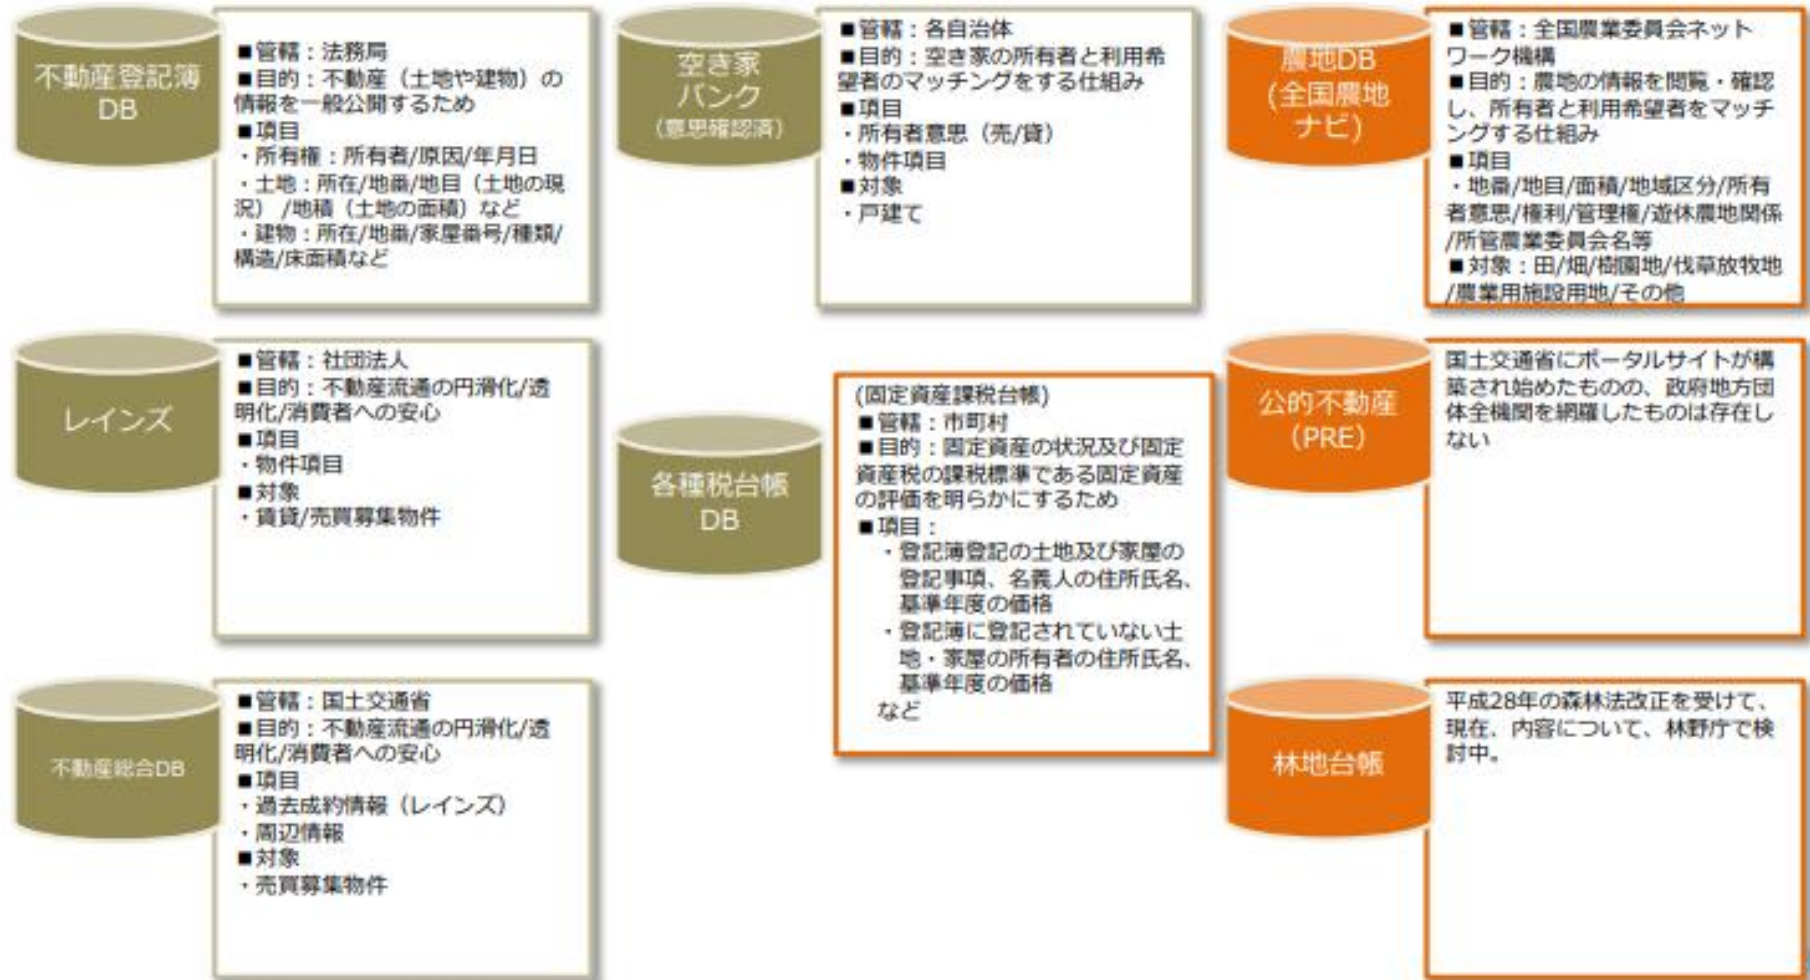 不動産登記簿
DB
■管轄：法務局
■目的：不動産（土地や建物）の
情報を一般公開するため
■項目
・所有権：所有者/原因/年月日
・土地：所在/地番/地目（土地の現
況）/地積（土地の面積）など
・建物：所在/地番/家屋番号/種類/
構造/床面積など
空き家
バンク
（意思確認済）
■管轄：各自治体
■目的：空き家の所有者と利用希
望者のマッチングをする仕組み
■項目
・所有者意思（売/貸）
・物件項目
■対象
・戸建て
農地DB
(全国農地
ナビ)
■管轄：全国農業委員会ネット
ワーク機構
■目的：農地の情報を閲覧・確認
し、所有者と利用希望者をマッチ
ングする仕組み
■項目
・地番/地目/面積/地域区分/所有
者意思/権利/管理権/遊休農地関係
/所管農業委員会名等
■対象：田/畑/樹園地/伐草放牧地
/農業用施設用地/その他
レインズ
■管轄：社団法人
■目的：不動産流通の円滑化/透
明化/消費者への安心
■項目
・物件項目
■対象
・賃貸/売買募集物件
各種税台帳
DB
(固定資産課税台帳)
■管轄：市町村
■目的：固定資産の状況及び固定
資産税の課税標準である固定資産
の評価を明らかにするため
■項目：
・登記簿登記の土地及び家屋の
登記事項、名義人の住所氏名、
基準年度の価格
・登記簿に登記されていない土
地・家屋の所有者の住所氏名、
基準年度の価格
など
公的不動産
（PRE）
国土交通省にポータルサイトが構
築され始めたものの、政府地方団
体全機関を網羅したものは存在し
ない
不動産総合DB
■管轄：国土交通省
■目的：不動産流通の円滑化/透
明化/消費者への安心
■項目
・過去成約情報（レインズ）
・周辺情報
■対象
・売買募集物件
林地台帳
平成28年の森林法改正を受けて、
現在、内容について、林野庁で検
討中。